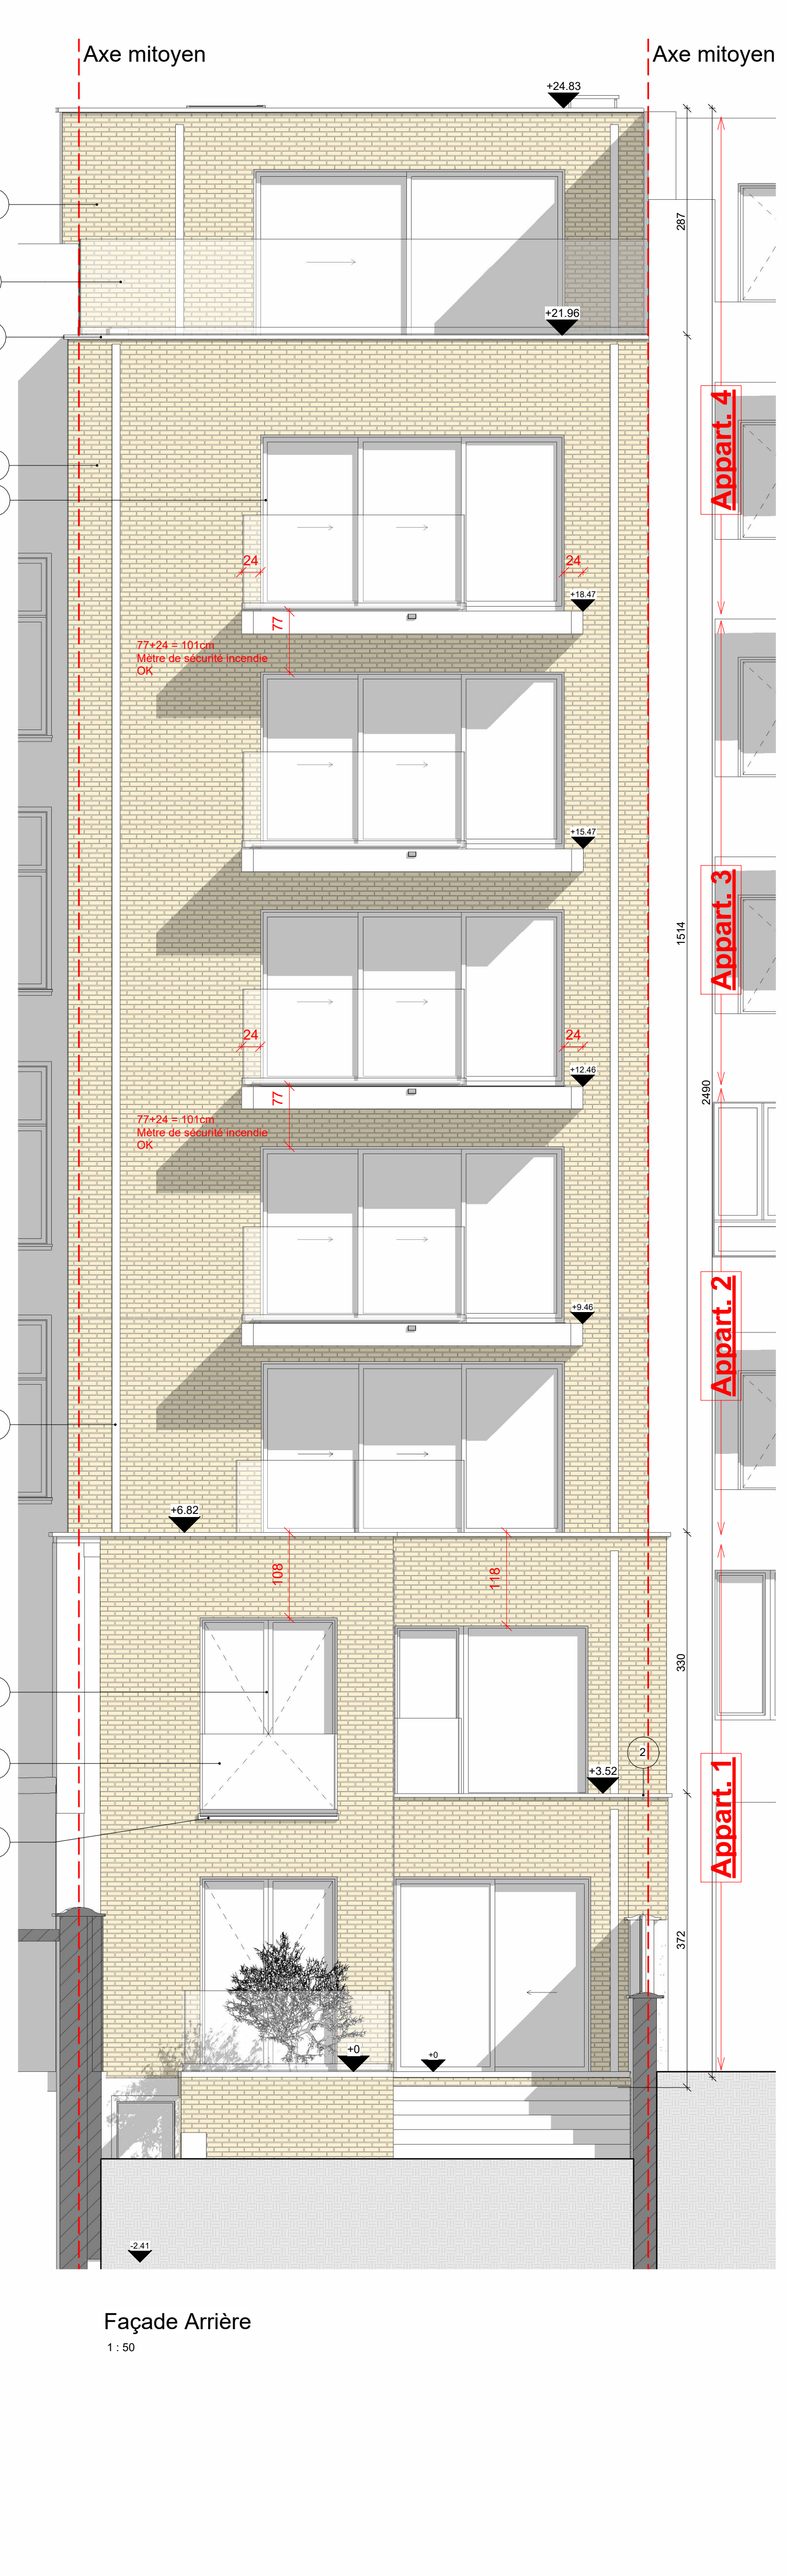 Axe mitoyen
Axe mitoyen
+24.83
287
+21.96
Appart. 4
24
24
+18.47
77
77+24 = 101cm
Mètre de sécurité incendie
OK
+15.47
Appart. 3
1514
24
24
+12.46
2490
77
77+24 = 101cm
Mètre de sécurité incendie
OK
Appart. 2
+9.46
+6.82
108
118
330
2
+3.52
Appart. 1
372
+0
+0
-2.41
Façade Arrière
1 : 50